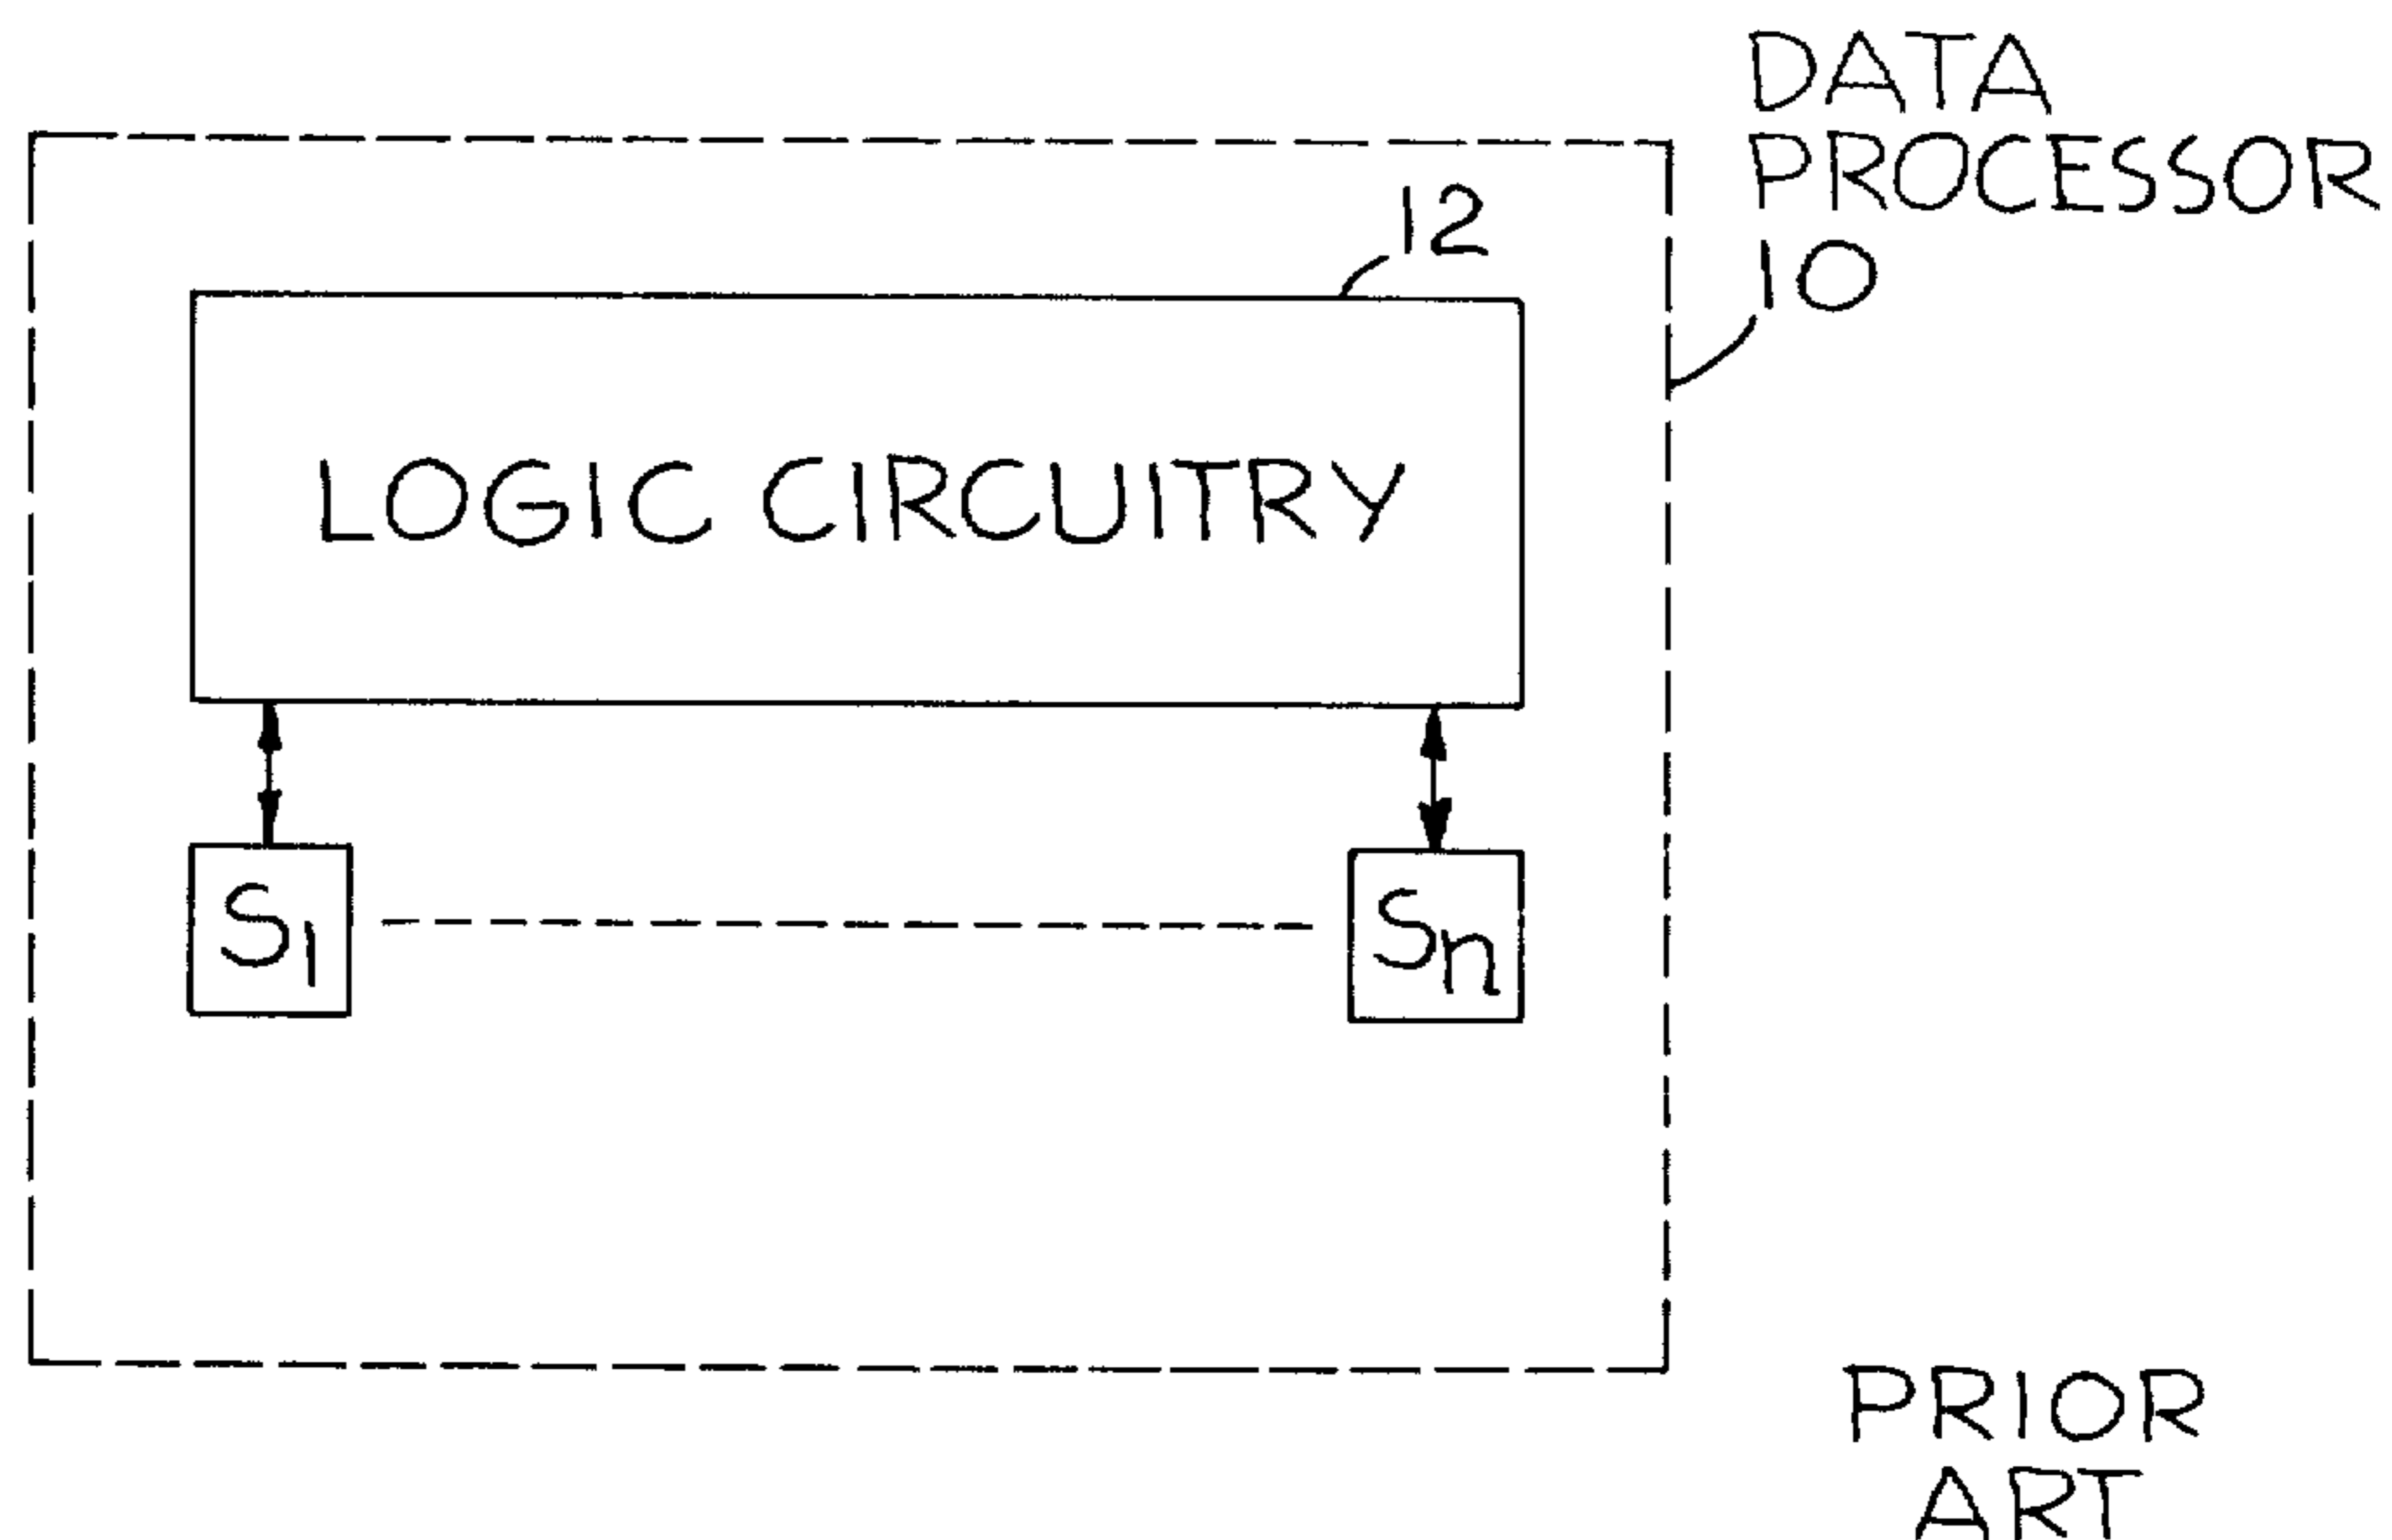 DATA
PROCESSOR
10
12
LOGIC CIRCUITRY
S1
Sn
PRIOR
ART